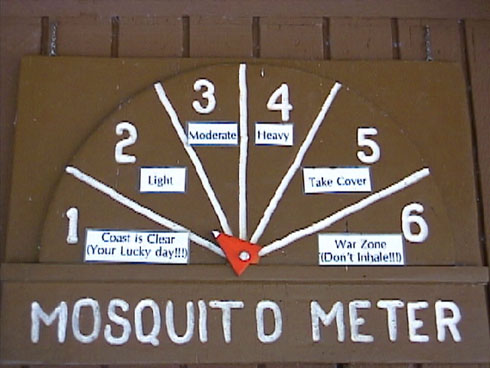 1
Coast is Clear
(Your Lucky day!!!)
2
Light
3
Moderate
4
Heavy
5
Take Cover
6
War Zone
(Don't Inhale!!!)
MOSQUITO METER